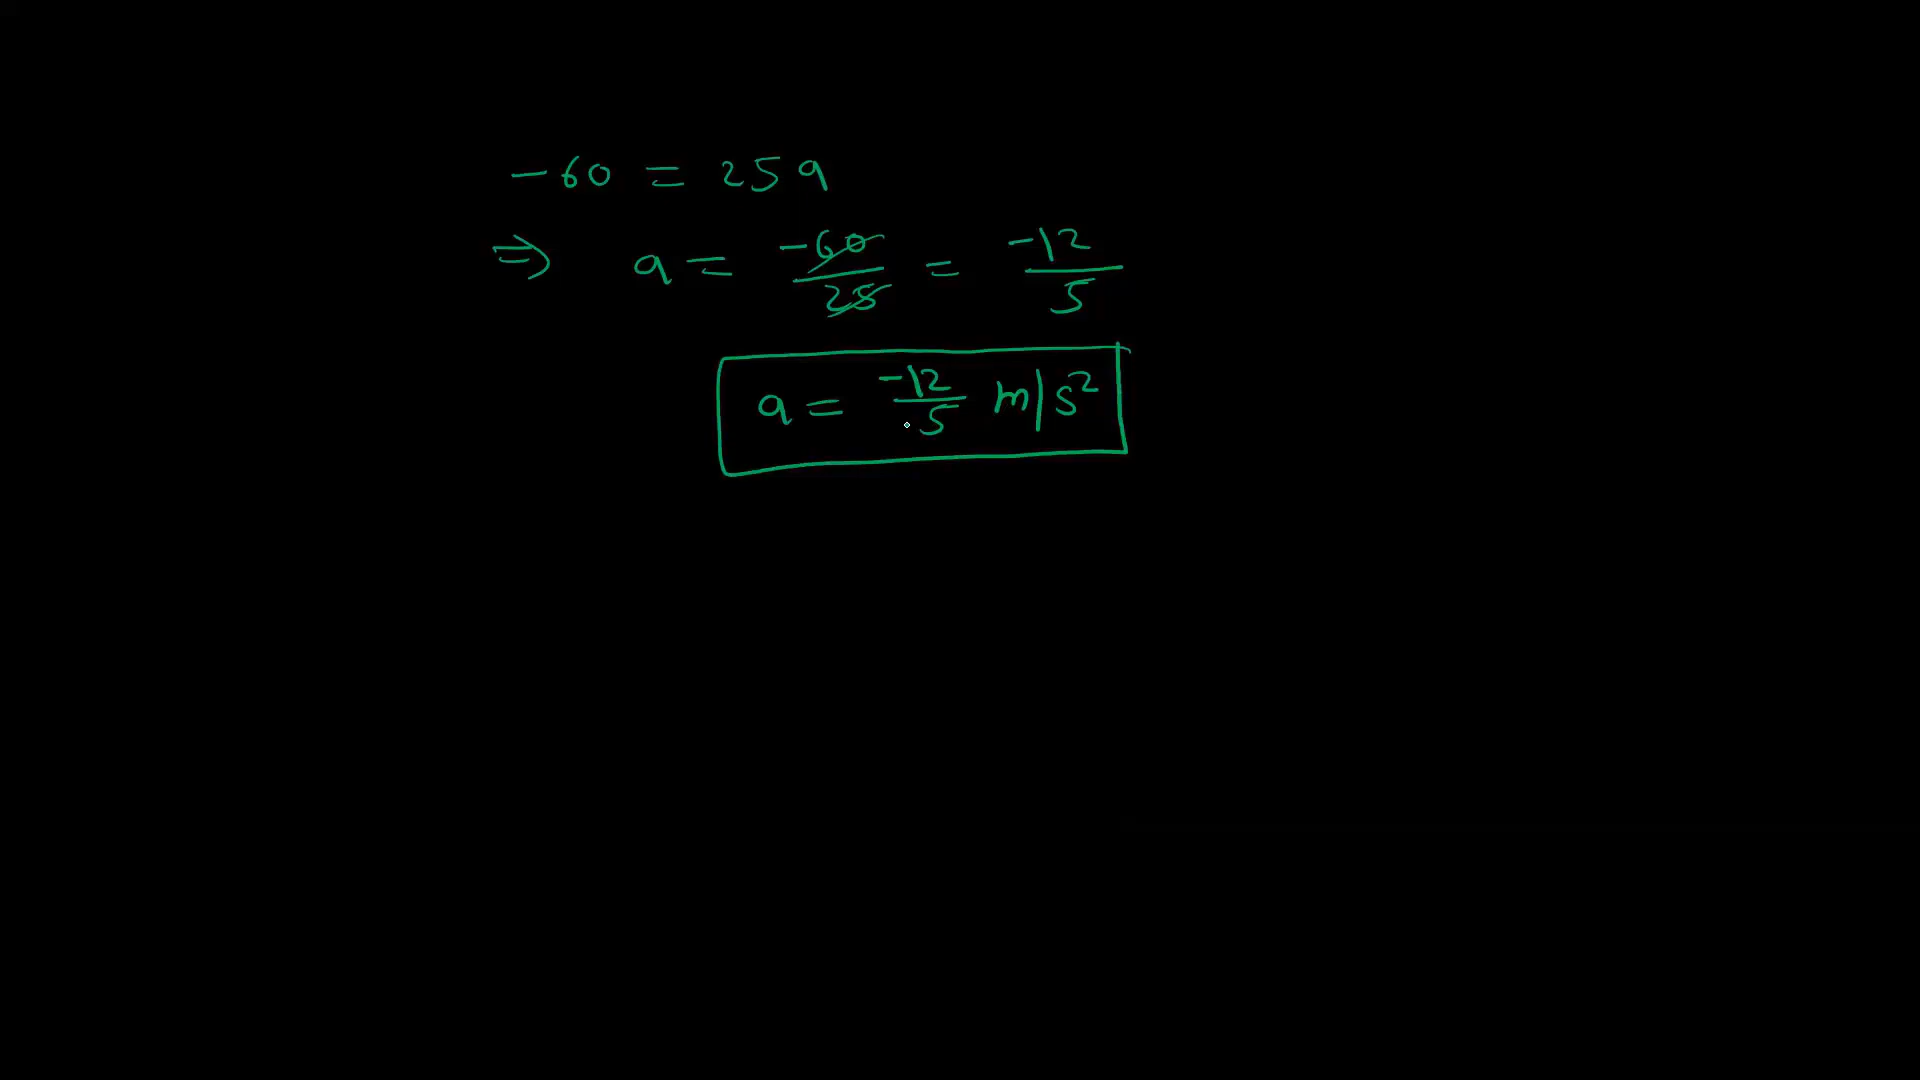 -60 = 25a
⇒ a = -60/25 = -12/5
a = -12/5 m/s²